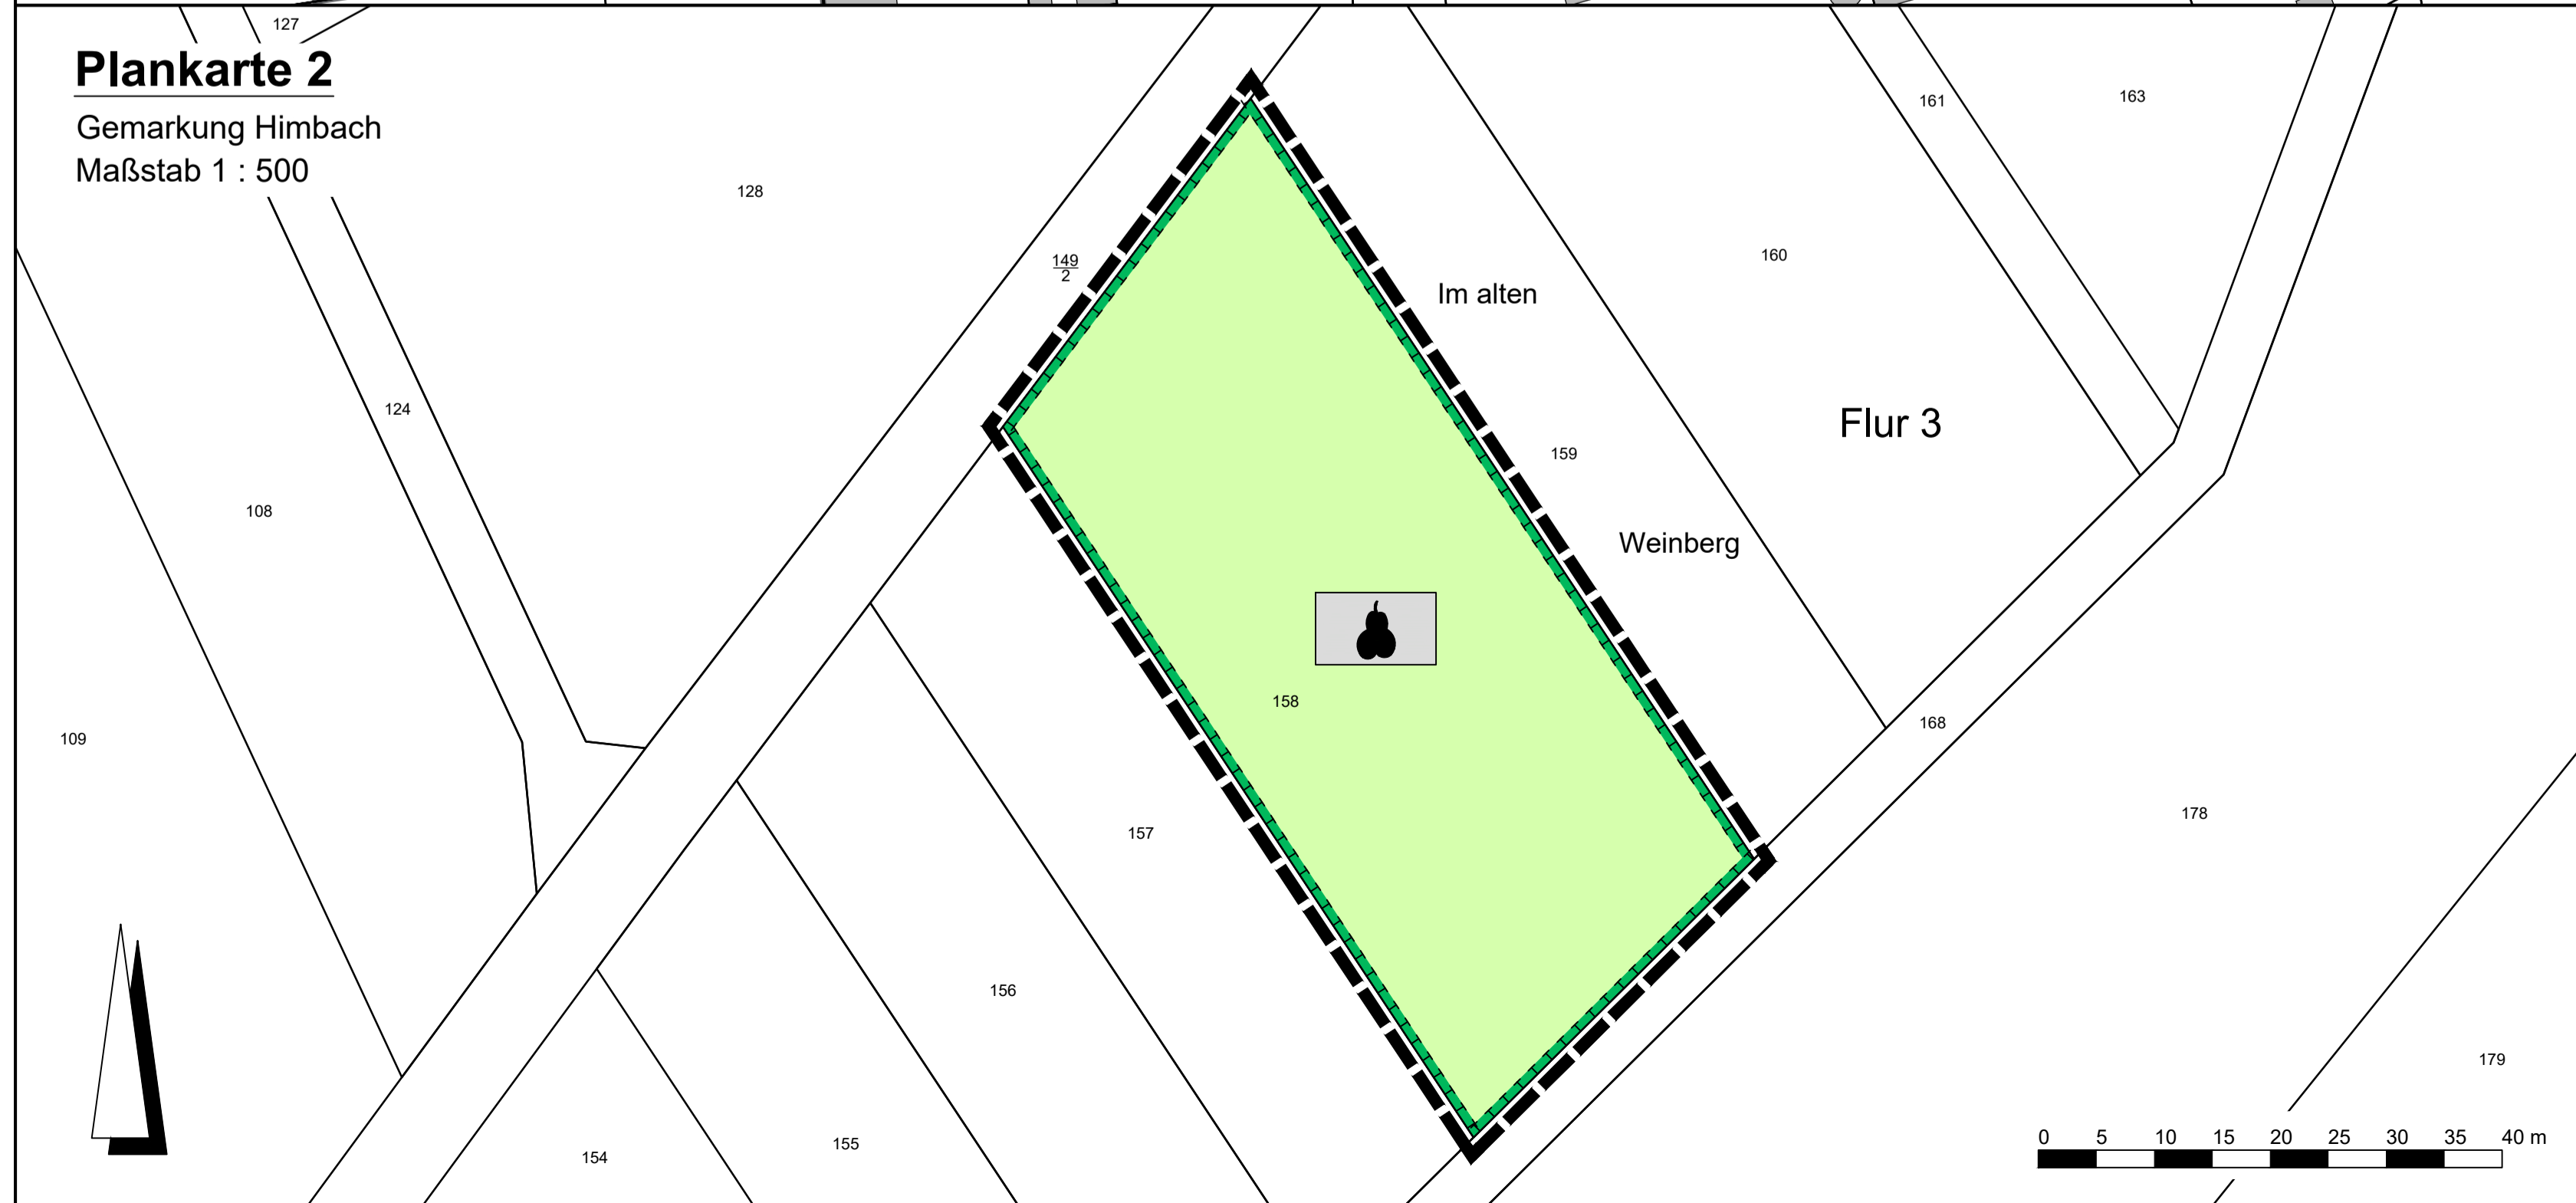 127
Plankarte 2
Gemarkung Himbach
Maßstab 1 : 500
161
163
128
160
149
2
Im alten
124
Flur 3
159
108
Weinberg
158
168
109
178
157
156
179
155
154
0 5 10 15 20 25 30 35 40 m